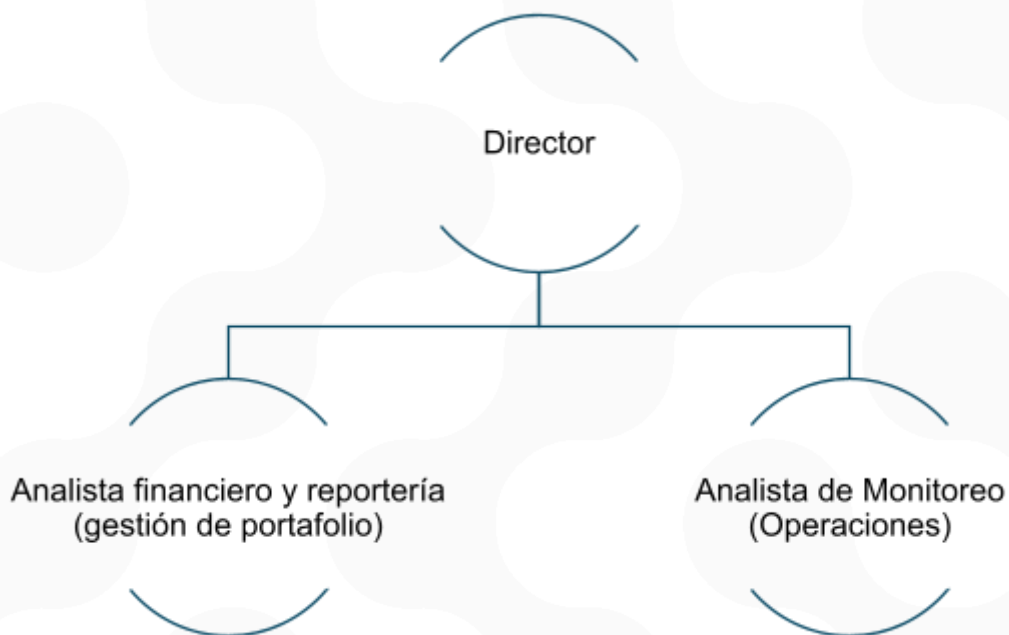 Director
Analista financiero y reportería
(gestión de portafolio)
Analista de Monitoreo
(Operaciones)